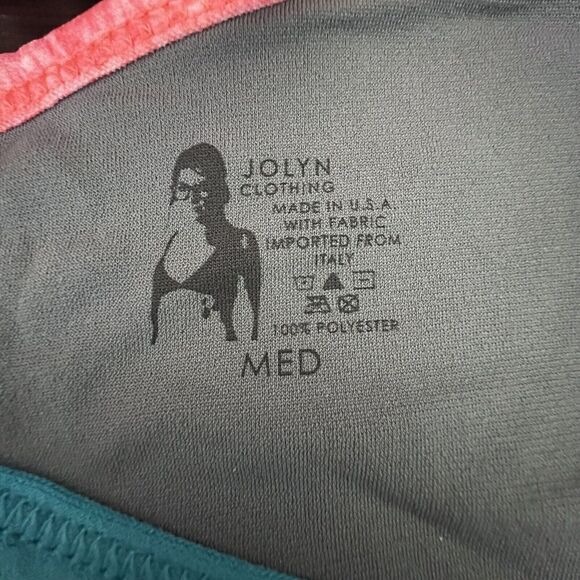 JOLYN
CLOTHING
MADE IN U.S.A
WITH FABRIC
IMPORTED FROM
ITALY
100% POLYESTER
MED